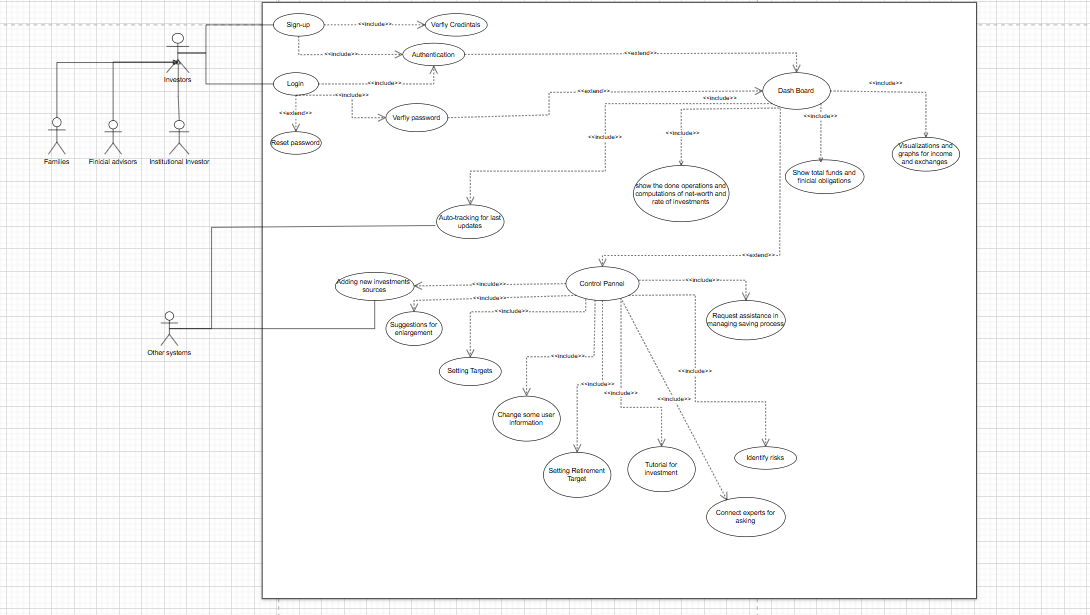 Sign-up
<<include>>
Verfiy Credintals
<<include>>
Authentication
<<extend>>
Investors
Login
<<include>>
<<include>>
<<extend>>
Verfiy password
<<extend>>
Reset password
Dash Board
<<include>>
<<include>>
<<include>>
<<include>>
<<include>>
Families
Finicial advisors
Institutional Investor
Visualizations and
graphs for income
and exchanges
Show total funds and
finicial obligations
show the done operations and
computations of net-worth and
rate of investments
Auto-tracking for last
updates
<<extend>>
Adding new investments
sources
<<inculde>>
Control Pannel
<<include>>
<<include>>
<<include>>
Request assistance in
managing saving process
Suggestions for
enlargement
Other systems
<<include>>
Setting Targets
<<include>>
<<include>>
<<include>>
<<include>>
Change some user
information
Setting Retirement
Target
Tutorial for
investment
Identify risks
Connect experts for
asking